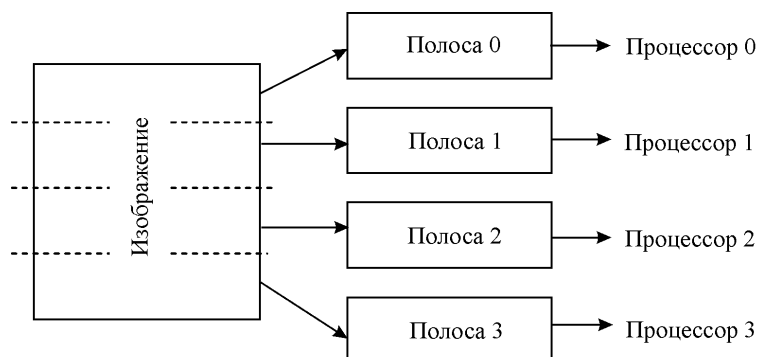 Изображение
Полоса 0
Процессор 0
Полоса 1
Процессор 1
Полоса 2
Процессор 2
Полоса 3
Процессор 3